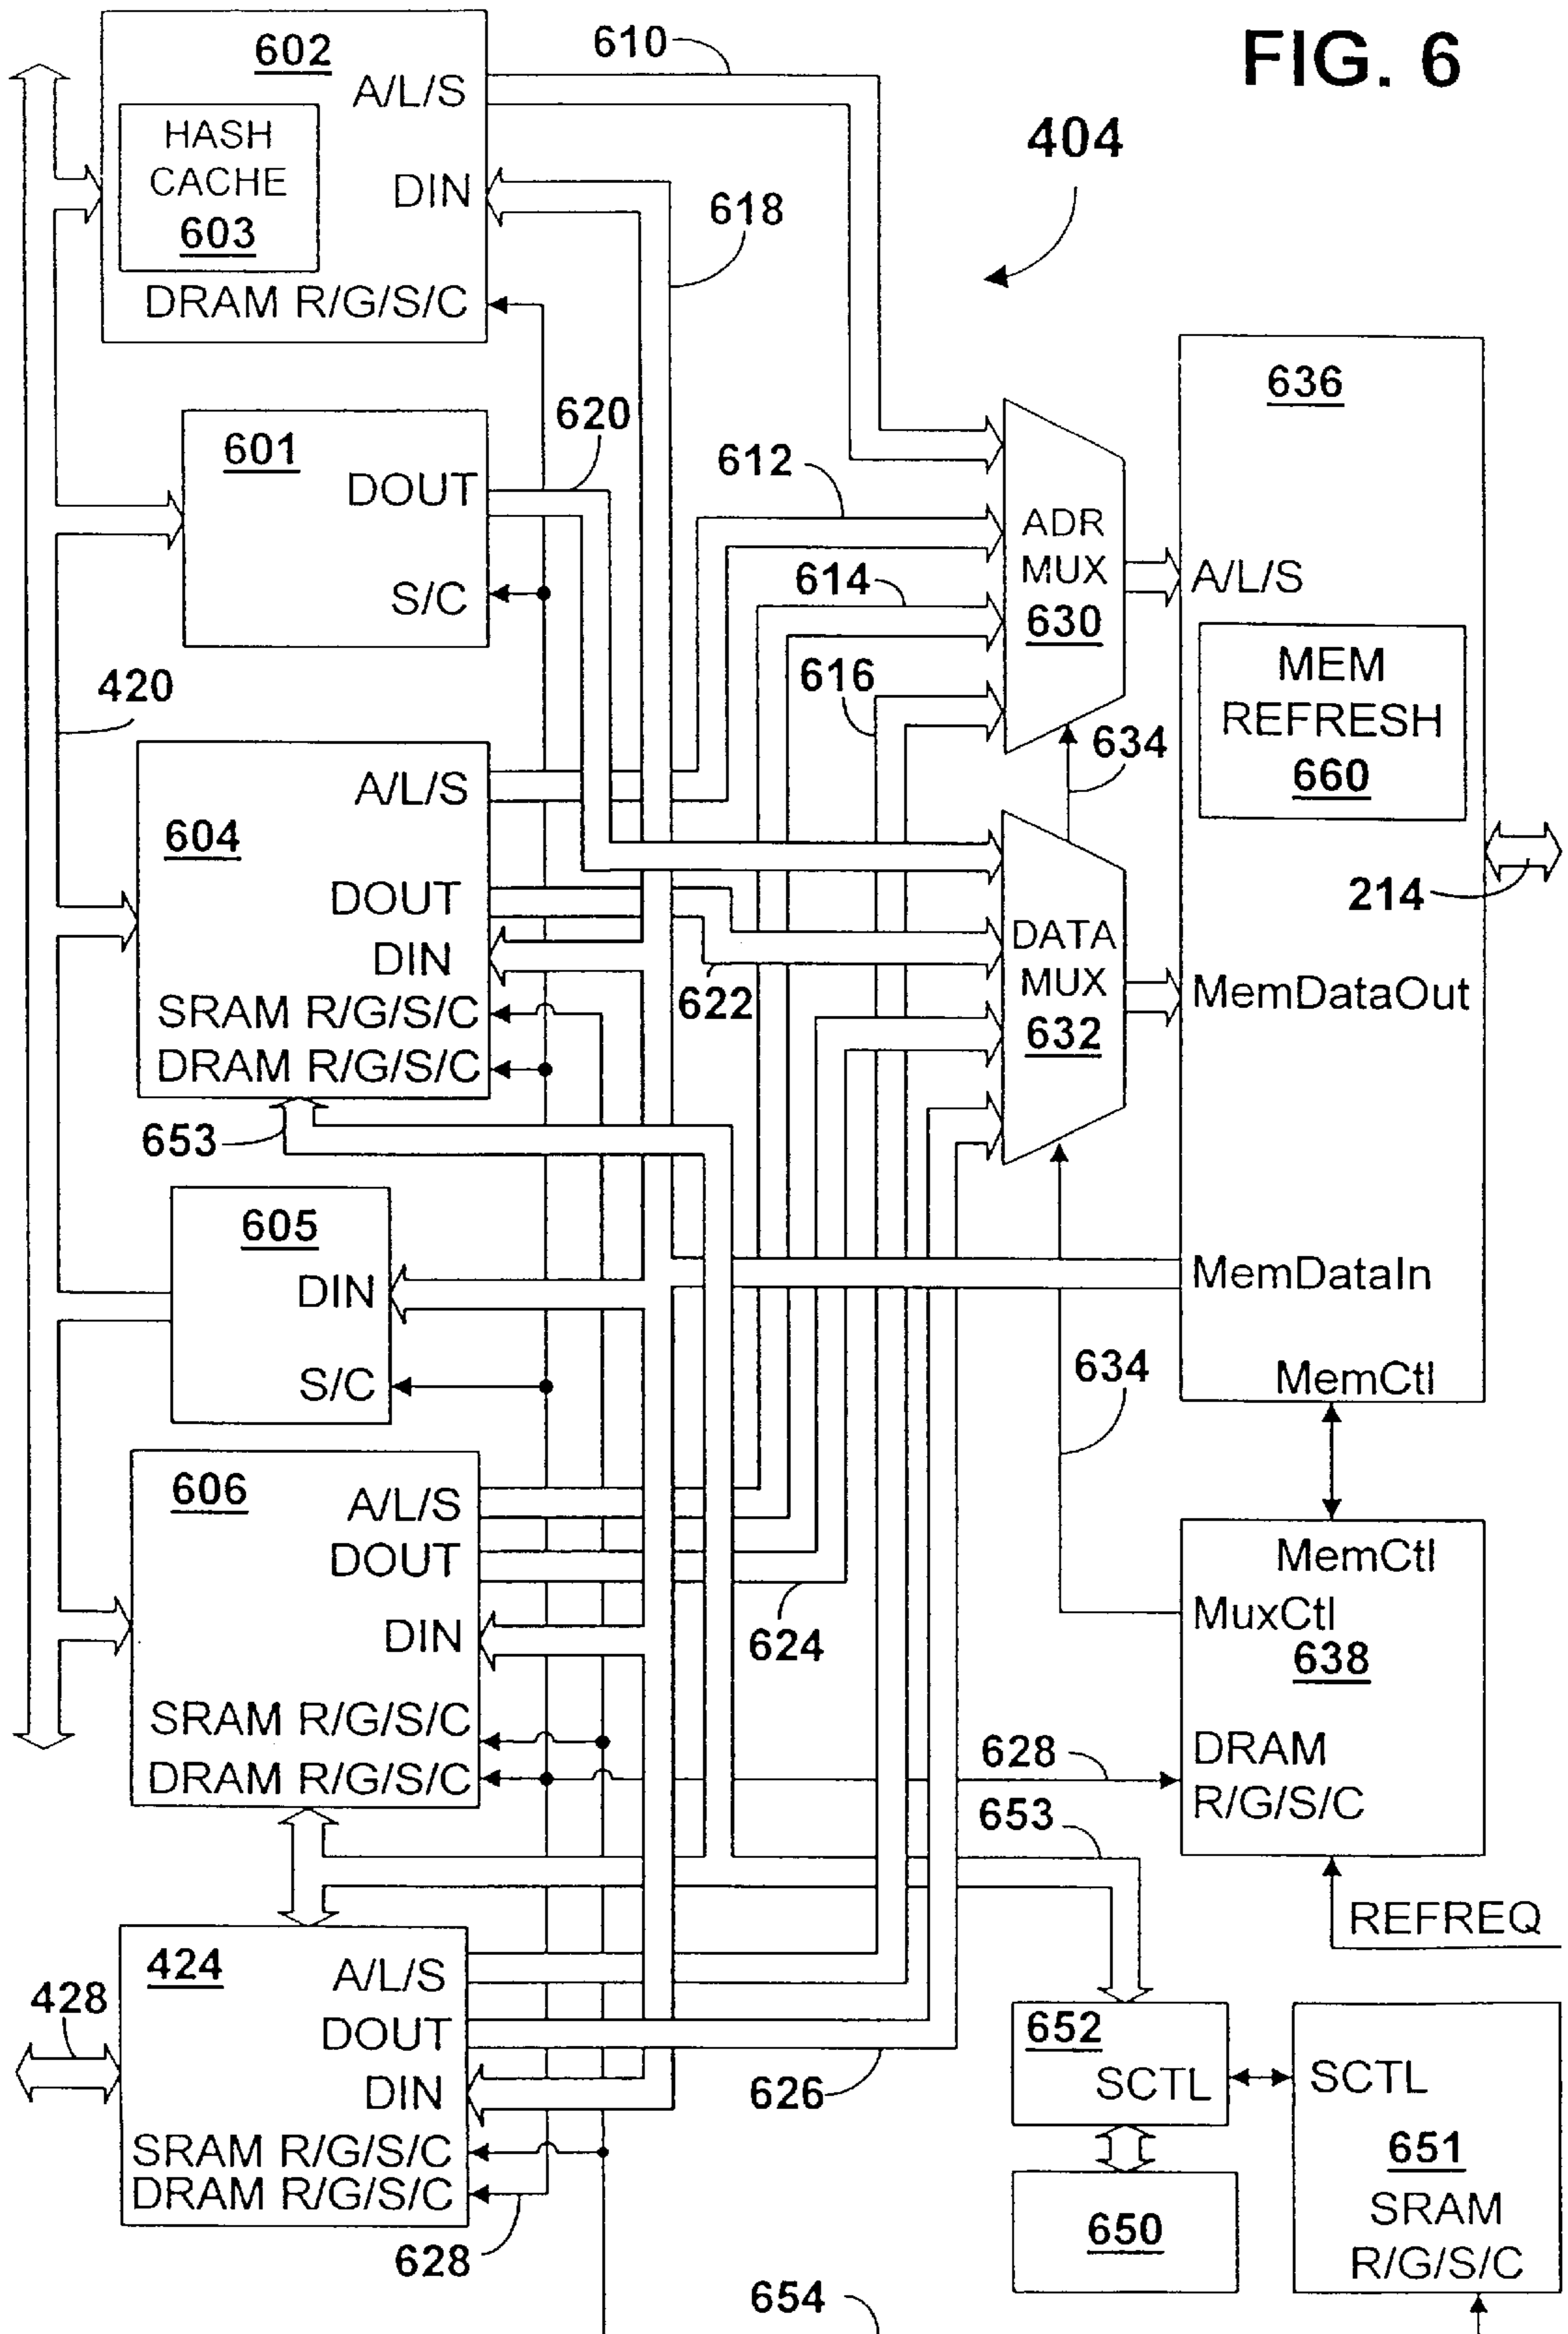 FIG. 6
404
602
A/L/S
HASH
CACHE
603
DIN
DRAM R/G/S/C
610
618
601
DOUT
S/C
620
612
614
616
420
ADR
MUX
630
634
636
A/L/S
MEM
REFRESH
660
214
MemDataOut
MemDataIn
MemCtl
604
A/L/S
DOUT
DIN
SRAM R/G/S/C
DRAM R/G/S/C
653
622
DATA
MUX
632
634
605
DIN
S/C
606
A/L/S
DOUT
DIN
SRAM R/G/S/C
DRAM R/G/S/C
624
MemCtl
MuxCtl
638
DRAM
R/G/S/C
628
653
REFREQ
424
A/L/S
DOUT
DIN
SRAM R/G/S/C
DRAM R/G/S/C
428
626
628
652
SCTL
SCTL
651
SRAM
R/G/S/C
650
654